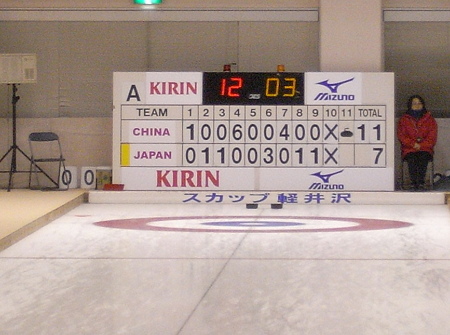 A KIRIN 12 03 MIZUNO
TEAM 1 2 3 4 5 6 7 8 9 10 11 TOTAL
CHINA 1 0 0 6 0 0 4 0 0 X 11
JAPAN 0 1 1 0 0 3 0 1 1 X 7
KIRIN MIZUNO
0 0
スカップ軽井沢